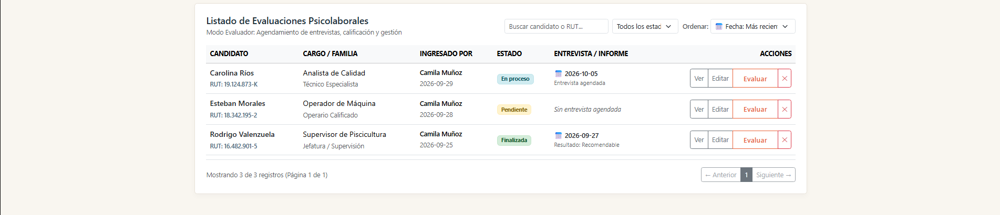 Listado de Evaluaciones Psicolaborales
Modo Evaluador: Agendamiento de entrevistas, calificación y gestión
Buscar candidato o RUT...
Todos los estad
Ordenar:
Fecha: Más recien
CANDIDATO CARGO / FAMILIA INGRESADO POR ESTADO ENTREVISTA / INFORME ACCIONES
Carolina Ríos Analista de Calidad Camila Muñoz En proceso 2026-10-05 Ver Editar Evaluar ×
RUT: 19.124.873-K Técnico Especialista 2026-09-29 Entrevista agendada
Esteban Morales Operador de Máquina Camila Muñoz Pendiente Sin entrevista agendada Ver Editar Evaluar ×
RUT: 18.342.195-2 Operario Calificado 2026-09-28
Rodrigo Valenzuela Supervisor de Piscicultura Camila Muñoz Finalizada 2026-09-27 Ver Editar Evaluar ×
RUT: 16.482.901-5 Jefatura / Supervisión 2026-09-25 Resultado: Recomendable
Mostrando 3 de 3 registros (Página 1 de 1) ← Anterior 1 Siguiente →